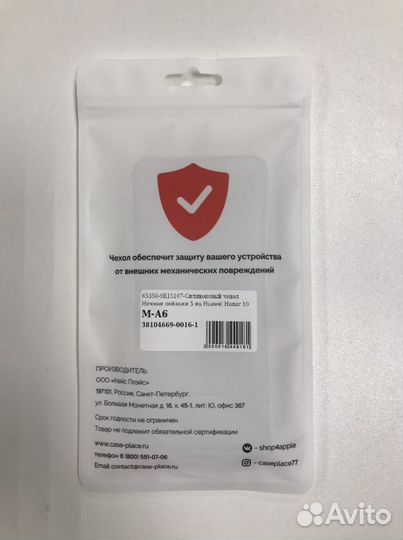 Чехол обеспечит защиту вашего устройства
от внешних механических повреждений
Силиконовый чехол
Ночные пейзажи 5 на Huawei Honor 10
M-A6
38104669-0016-1
ПРОИЗВОДИТЕЛЬ:
ООО «Кейс Плэйс»
197101, Россия, Санкт-Петербург,
ул. Большая Монетная д. 16, к. 45-1, лит. Ю, офис 367
Срок годности не ограничен
Товар не подлежит обязательной сертификации
www.case-place.ru
телефон 8 (800) 551-07-06
Email contact@case-place.ru
- shop4apple
- caseplace77
Avito